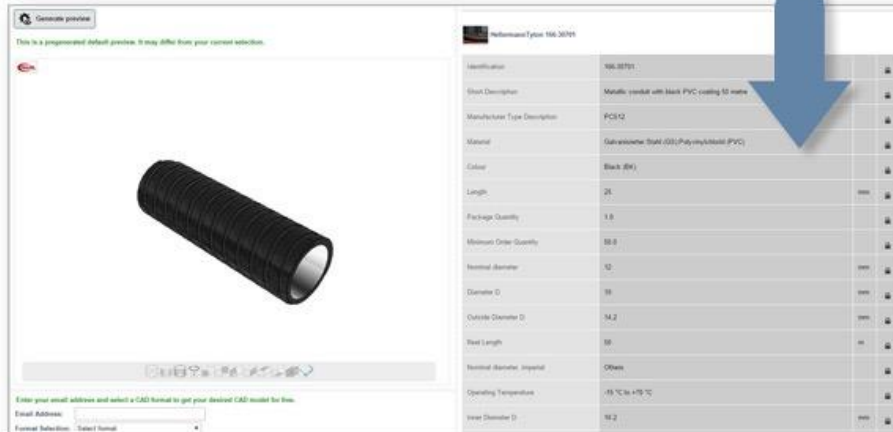 Generate preview
This is a pregenerated default preview. It may differ from your current selection.
HellermannTyton 166-30701
Identification 166-30701
Short Description Metallic conduit with black PVC coating 50 metre
Manufacturer Type Description PCS12
Material Galvanisierter Stahl (GS)/Polyvinylchlorid (PVC)
Colour Black (BK)
Length 25 mm
Package Quantity 1.0
Minimum Order Quantity 50.0
Nominal diameter 12 mm
Diameter D 10 mm
Outside Diameter D 14.2 mm
Reel Length 50 m
Nominal diameter, imperial Others
Operating Temperature
Inner Diameter D 10.2 mm
Enter your email address and select a CAD format to get your desired CAD model for free.
Email Address:
Format Selection: Select format